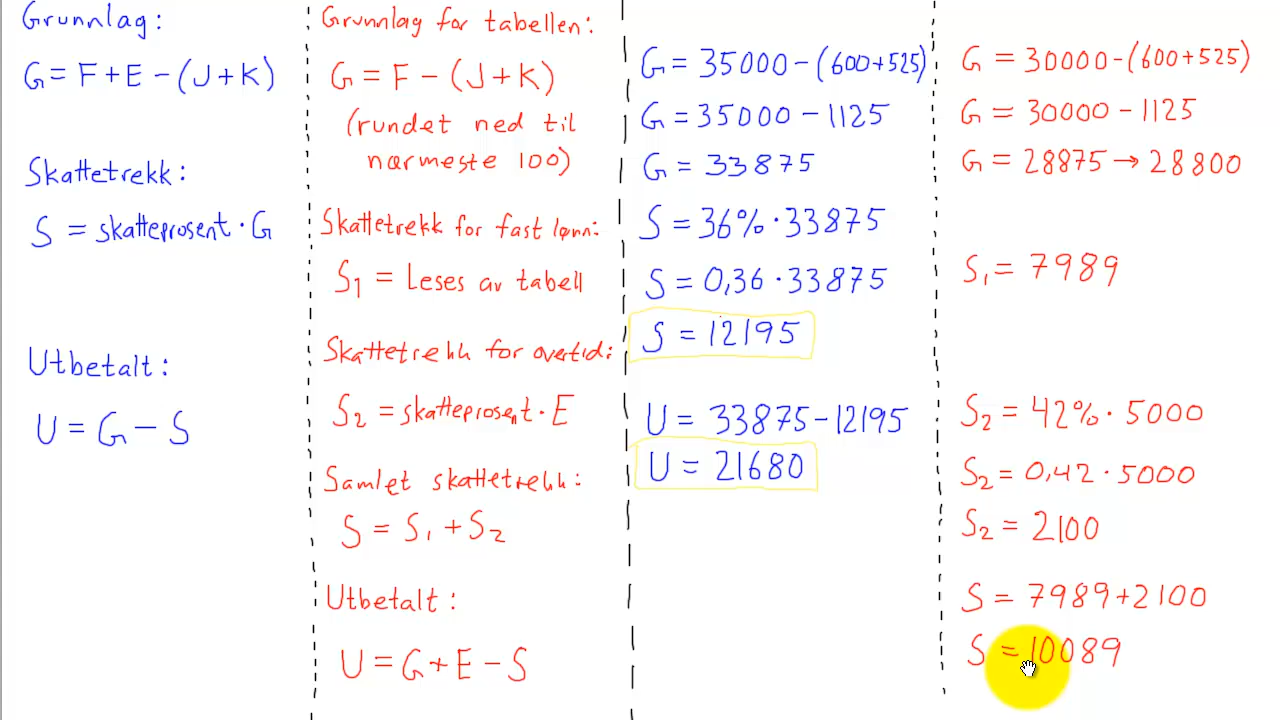 Grunnlag:
G = F + E - (J + K)
Skattetrekk:
S = skatteprosent · G
Utbetalt:
U = G - S
Grunnlag for tabellen:
G = F - (J + K)
(rundet ned til
nærmeste 100)
Skattetrekk for fast lønn:
S1 = Leses av tabell
Skattetrekk for overtid:
S2 = skatteprosent · E
Samlet skattetrekk:
S = S1 + S2
Utbetalt:
U = G + E - S
G = 35000 - (600+525)
G = 35000 - 1125
G = 33875
S = 36% · 33875
S = 0,36 · 33875
S = 12195
U = 33875 - 12195
U = 21680
G = 30000 - (600+525)
G = 30000 - 1125
G = 28875 → 28800
S1 = 7989
S2 = 42% · 5000
S2 = 0,42 · 5000
S2 = 2100
S = 7989 + 2100
S = 10089